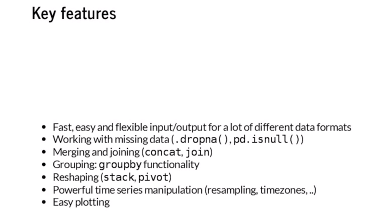 Key features
• Fast, easy and flexible input/output for a lot of different data formats
• Working with missing data (.dropna(), pd.isnull())
• Merging and joining (concat, join)
• Grouping: groupby functionality
• Reshaping (stack, pivot)
• Powerful time series manipulation (resampling, timezones, ..)
• Easy plotting